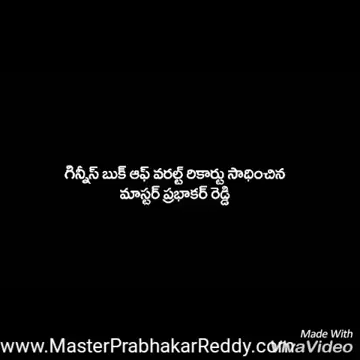 గిన్నీస్ బుక్ ఆఫ్ వరల్డ్ రికార్డు సాధించిన
మాస్టర్ ప్రభాకర్ రెడ్డి
Made With
VivaVideo
www.MasterPrabhakarReddy.com